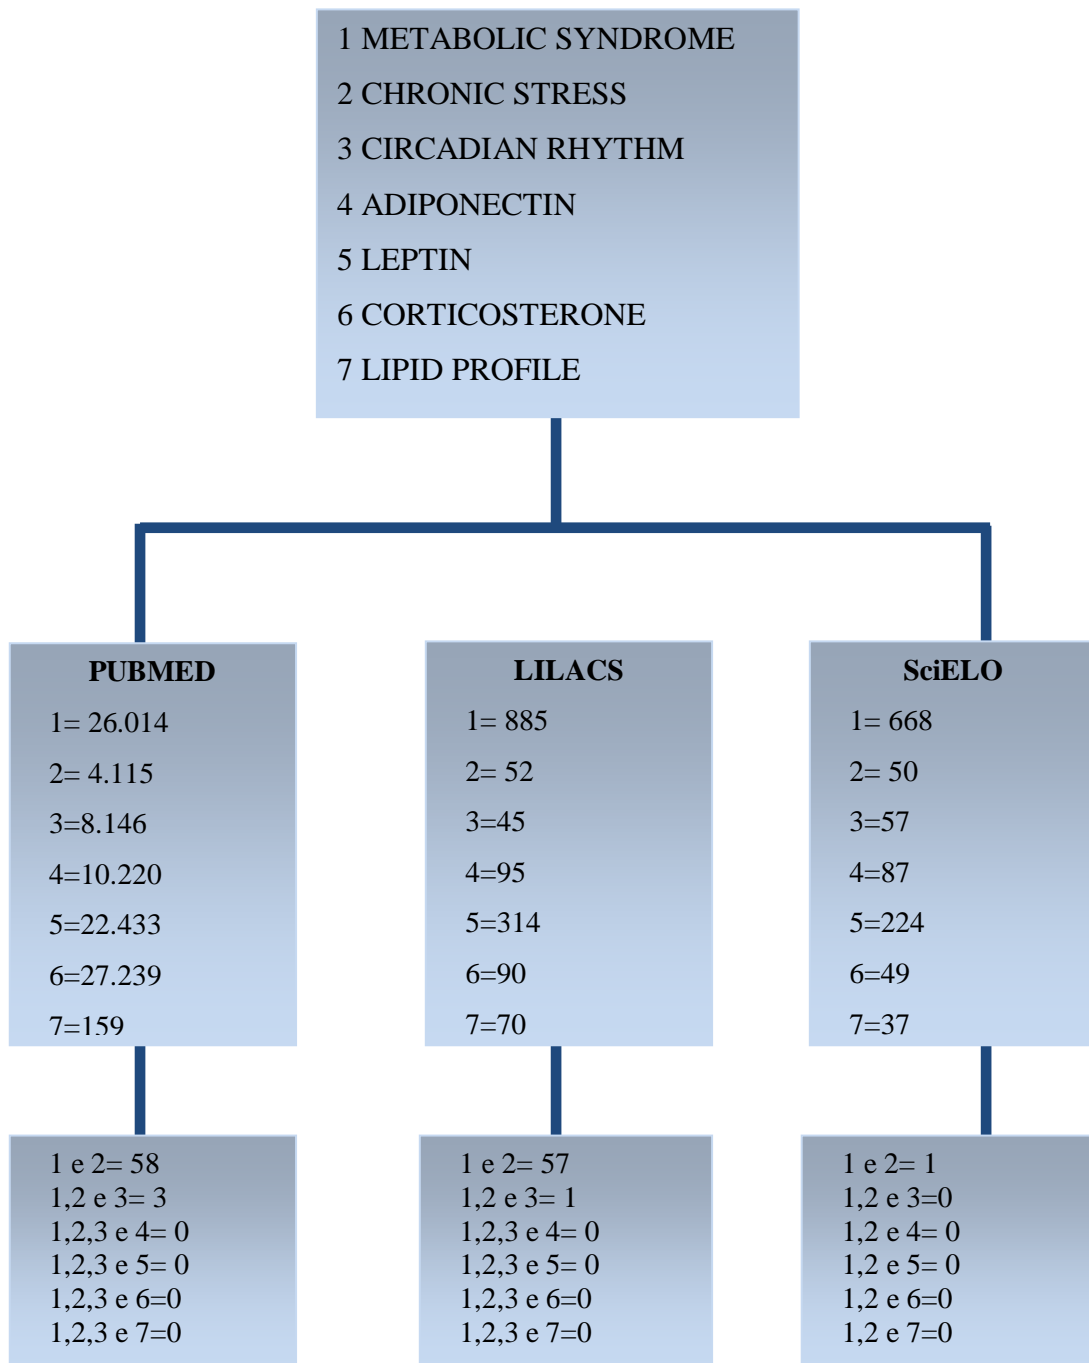 1 METABOLIC SYNDROME
2 CHRONIC STRESS
3 CIRCADIAN RHYTHM
4 ADIPONECTIN
5 LEPTIN
6 CORTICOSTERONE
7 LIPID PROFILE
PUBMED
1= 26.014
2= 4.115
3=8.146
4=10.220
5=22.433
6=27.239
7=159
LILACS
1= 885
2= 52
3=45
4=95
5=314
6=90
7=70
SciELO
1= 668
2= 50
3=57
4=87
5=224
6=49
7=37
1 e 2= 58
1,2 e 3= 3
1,2,3 e 4= 0
1,2,3 e 5= 0
1,2,3 e 6=0
1,2,3 e 7=0
1 e 2= 57
1,2 e 3= 1
1,2,3 e 4= 0
1,2,3 e 5= 0
1,2,3 e 6=0
1,2,3 e 7=0
1 e 2= 1
1,2 e 3=0
1,2 e 4= 0
1,2 e 5= 0
1,2 e 6=0
1,2 e 7=0